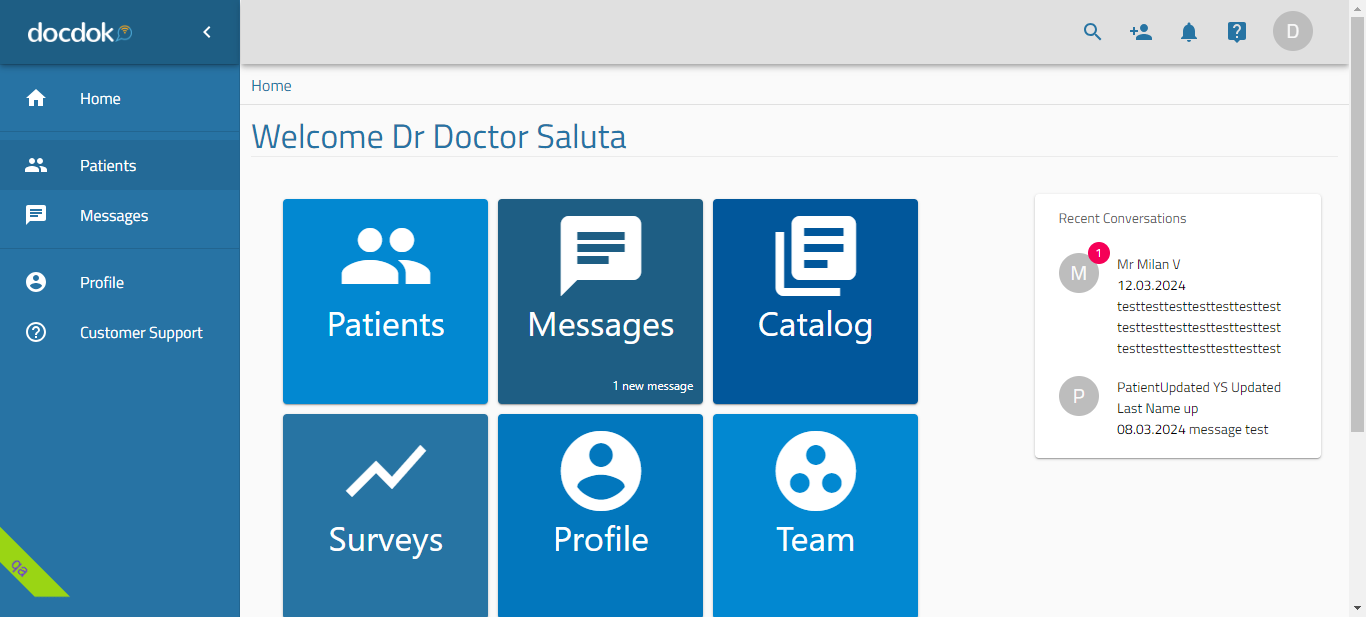 docdok
D
Home
Patients
Messages
Profile
Customer Support
qa
Home
Welcome Dr Doctor Saluta
Patients
Messages
1 new message
Catalog
Surveys
Profile
Team
Recent Conversations
M
1
Mr Milan V
12.03.2024
testtesttesttesttesttesttest
testtesttesttesttesttesttest
testtesttesttesttesttesttest
P
PatientUpdated YS Updated
Last Name up
08.03.2024 message test